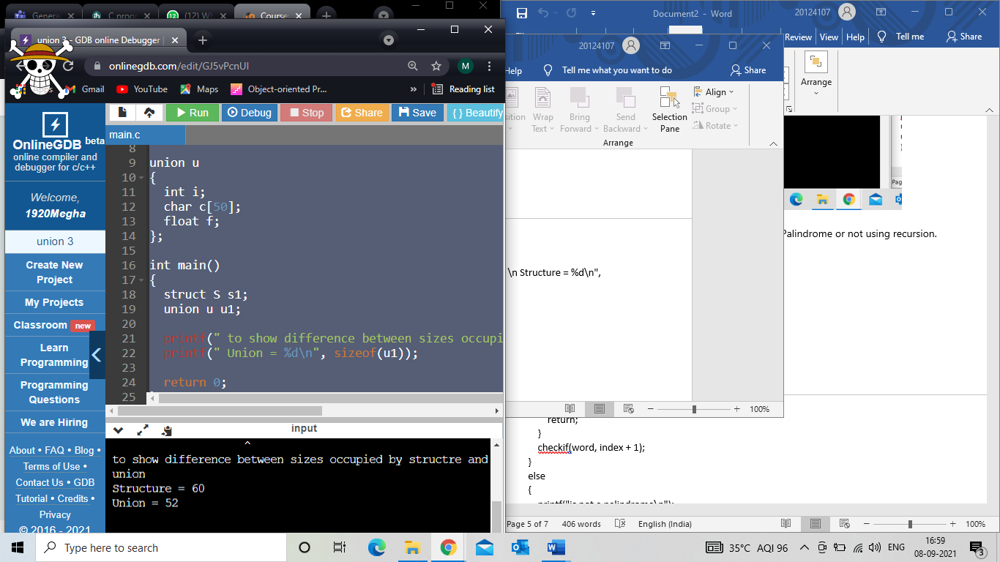 Genera
C prog
(12) W
Course
union 3 - GDB online Debugger |
onlinegdb.com/edit/GJ5vPcnUI
M
Gmail
YouTube
Maps
Object-oriented Pr...
»
Reading list
OnlineGDB beta
online compiler and
debugger for c/c++
Welcome,
1920Megha
union 3
Create New
Project
My Projects
Classroom new
Learn
Programming
Programming
Questions
We are Hiring
About • FAQ • Blog •
Terms of Use •
Contact Us • GDB
Tutorial • Credits •
Privacy
© 2016 - 2021
Run
Debug
Stop
Share
Save
{ } Beautify
main.c
8
9 union u
10 {
11 int i;
12 char c[50];
13 float f;
14 };
15
16 int main()
17 {
18 struct S s1;
19 union u u1;
20
21 printf(" to show difference between sizes occupi
22 printf(" Union = %d\n", sizeof(u1));
23
24 return 0;
25
input
^
to show difference between sizes occupied by structre and
union
Structure = 60
Union = 52
Document2 - Word
20124107
Review View Help Tell me Share
Arrange
20124107
Help Tell me what you want to do Share
Wrap
Text
Bring
Forward
Send
Backward
Selection
Pane
Align
Group
Rotate
Arrange
\n Structure = %d\n",
100%
Pag
Palindrome or not using recursion.
return;
}
checkif(word, index + 1);
}
else
{
printf("is not a palindrome\n");
Page 5 of 7 406 words English (India)
100%
Type here to search
35°C AQI 96
ENG
16:59
08-09-2021
3